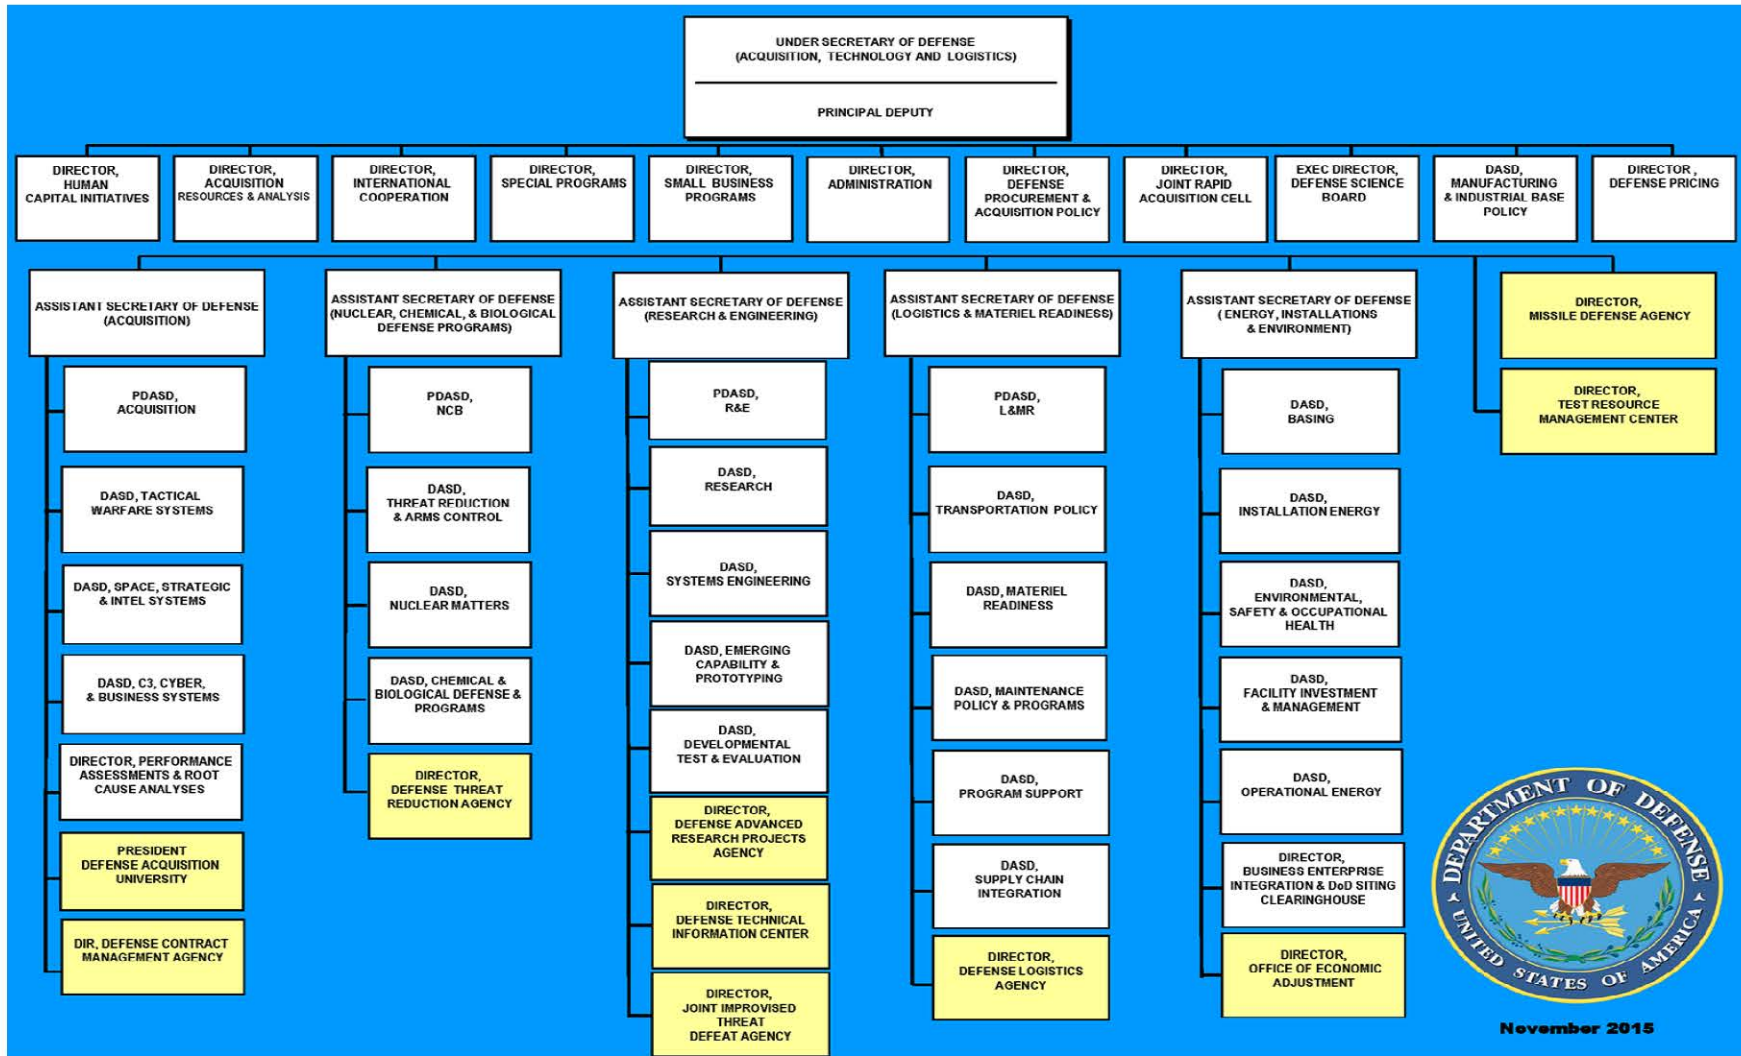 UNDER SECRETARY OF DEFENSE
(ACQUISITION, TECHNOLOGY AND LOGISTICS)
PRINCIPAL DEPUTY
DIRECTOR,
HUMAN
CAPITAL INITIATIVES
DIRECTOR,
ACQUISITION
RESOURCES & ANALYSIS
DIRECTOR,
INTERNATIONAL
COOPERATION
DIRECTOR,
SPECIAL PROGRAMS
DIRECTOR,
SMALL BUSINESS
PROGRAMS
DIRECTOR,
ADMINISTRATION
DIRECTOR,
DEFENSE
PROCUREMENT &
ACQUISITION POLICY
DIRECTOR,
JOINT RAPID
ACQUISITION CELL
EXEC DIRECTOR,
DEFENSE SCIENCE
BOARD
DASD,
MANUFACTURING
& INDUSTRIAL BASE
POLICY
DIRECTOR ,
DEFENSE PRICING
ASSISTANT SECRETARY OF DEFENSE
(ACQUISITION)
PDASD,
ACQUISITION
DASD, TACTICAL
WARFARE SYSTEMS
DASD, SPACE, STRATEGIC
& INTEL SYSTEMS
DASD, C3, CYBER,
& BUSINESS SYSTEMS
DIRECTOR, PERFORMANCE
ASSESSMENTS & ROOT
CAUSE ANALYSES
PRESIDENT
DEFENSE ACQUISITION
UNIVERSITY
DIR, DEFENSE CONTRACT
MANAGEMENT AGENCY
ASSISTANT SECRETARY OF DEFENSE
(NUCLEAR, CHEMICAL, & BIOLOGICAL
DEFENSE PROGRAMS)
PDASD,
NCB
DASD,
THREAT REDUCTION
& ARMS CONTROL
DASD,
NUCLEAR MATTERS
DASD, CHEMICAL &
BIOLOGICAL DEFENSE &
PROGRAMS
DIRECTOR,
DEFENSE THREAT
REDUCTION AGENCY
ASSISTANT SECRETARY OF DEFENSE
(RESEARCH & ENGINEERING)
PDASD,
R&E
DASD,
RESEARCH
DASD,
SYSTEMS ENGINEERING
DASD, EMERGING
CAPABILITY &
PROTOTYPING
DASD,
DEVELOPMENTAL
TEST & EVALUATION
DIRECTOR,
DEFENSE ADVANCED
RESEARCH PROJECTS
AGENCY
DIRECTOR,
DEFENSE TECHNICAL
INFORMATION CENTER
DIRECTOR,
JOINT IMPROVISED
THREAT
DEFEAT AGENCY
ASSISTANT SECRETARY OF DEFENSE
(LOGISTICS & MATERIEL READINESS)
PDASD,
L&MR
DASD,
TRANSPORTATION POLICY
DASD, MATERIEL
READINESS
DASD, MAINTENANCE
POLICY & PROGRAMS
DASD,
PROGRAM SUPPORT
DASD,
SUPPLY CHAIN
INTEGRATION
DIRECTOR,
DEFENSE LOGISTICS
AGENCY
ASSISTANT SECRETARY OF DEFENSE
( ENERGY, INSTALLATIONS
& ENVIRONMENT)
DASD,
BASING
DASD,
INSTALLATION ENERGY
DASD,
ENVIRONMENTAL,
SAFETY & OCCUPATIONAL
HEALTH
DASD,
FACILITY INVESTMENT
& MANAGEMENT
DASD,
OPERATIONAL ENERGY
DIRECTOR,
BUSINESS ENTERPRISE
INTEGRATION & DoD SITING
CLEARINGHOUSE
DIRECTOR,
OFFICE OF ECONOMIC
ADJUSTMENT
DIRECTOR,
MISSILE DEFENSE AGENCY
DIRECTOR,
TEST RESOURCE
MANAGEMENT CENTER
DEPARTMENT OF DEFENSE
UNITED STATES OF AMERICA
November 2015